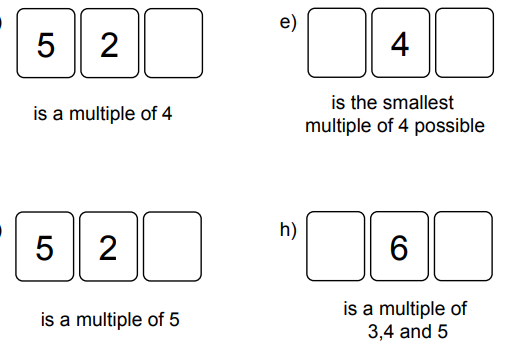 )
5 2
is a multiple of 4
e)
4
is the smallest
multiple of 4 possible
)
5 2
is a multiple of 5
h)
6
is a multiple of
3,4 and 5